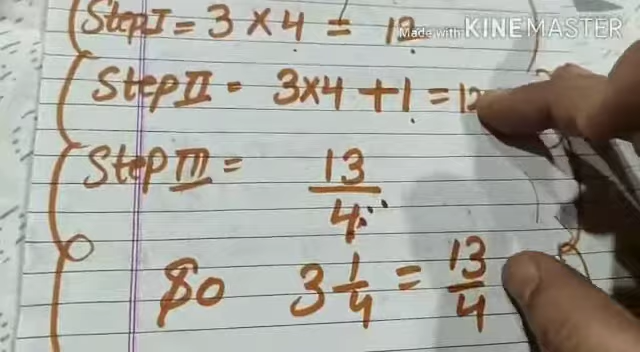 Made with KINEMASTER
Step I = 3 × 4 = 12
Step II = 3×4 + 1 = 12
Step III = 13/4
So 3 1/4 = 13/4